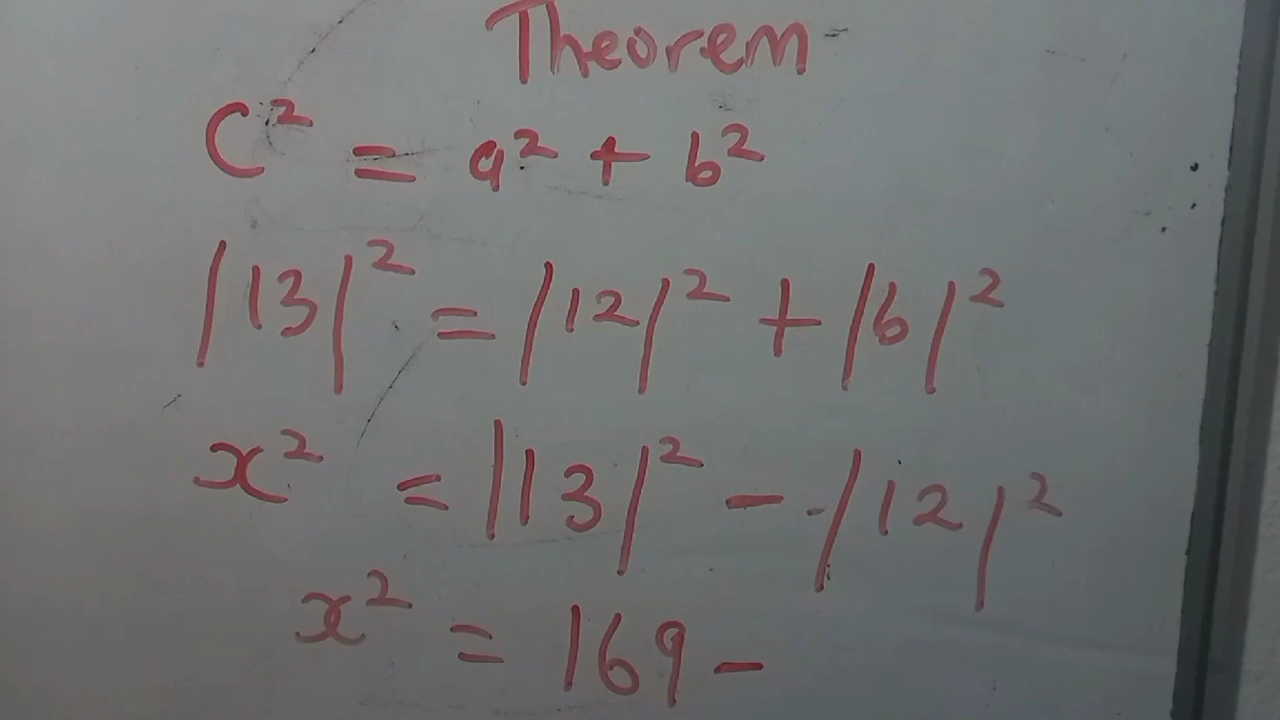 Theorem
C² = a² + b²
|13|² = |12|² + |b|²
x² = |13|² - |12|²
x² = 169 -